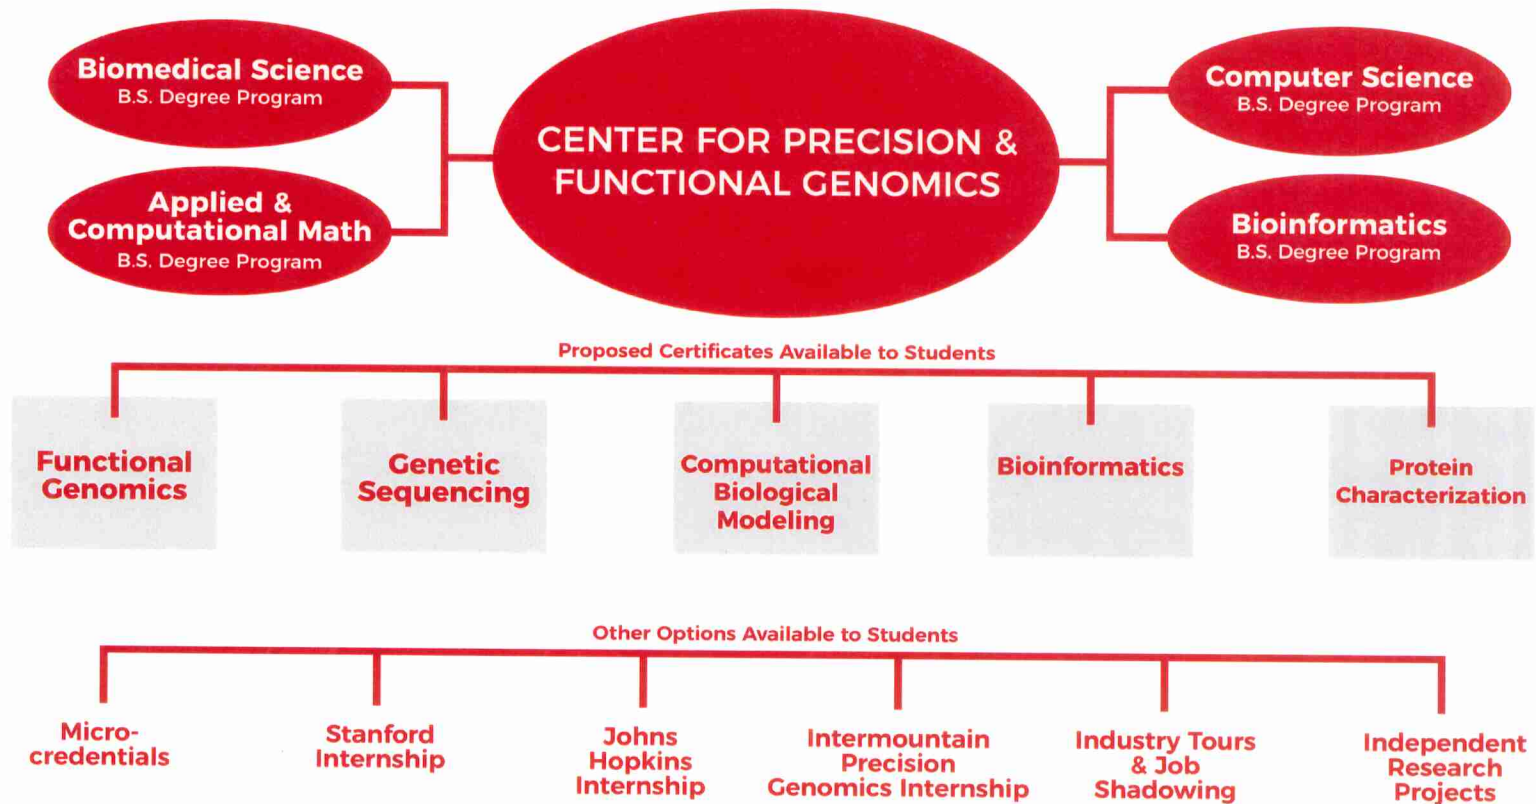 Biomedical Science
B.S. Degree Program
Applied &
Computational Math
B.S. Degree Program
CENTER FOR PRECISION &
FUNCTIONAL GENOMICS
Computer Science
B.S. Degree Program
Bioinformatics
B.S. Degree Program
Proposed Certificates Available to Students
Functional
Genomics
Genetic
Sequencing
Computational
Biological
Modeling
Bioinformatics
Protein
Characterization
Other Options Available to Students
Micro-
credentials
Stanford
Internship
Johns
Hopkins
Internship
Intermountain
Precision
Genomics Internship
Industry Tours
& Job
Shadowing
Independent
Research
Projects